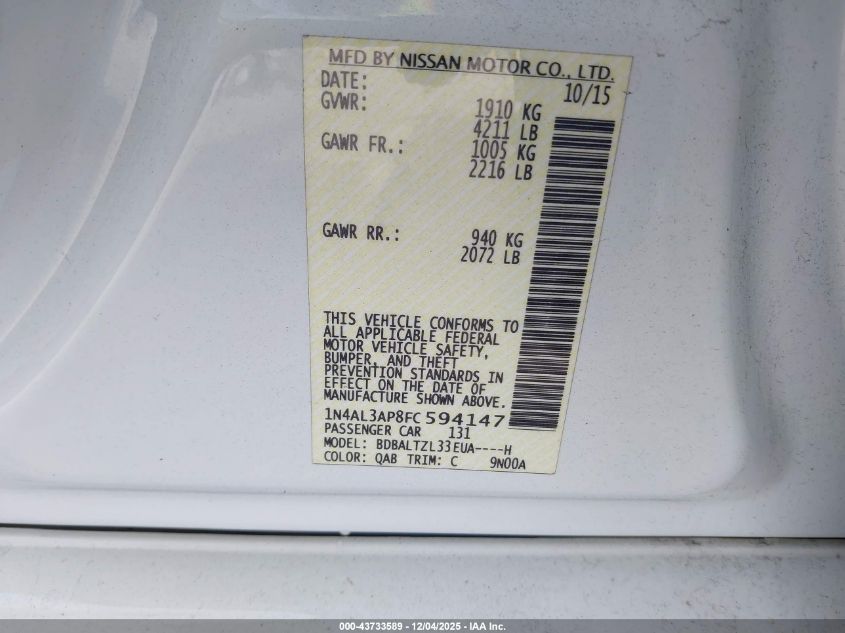 MFD BY NISSAN MOTOR CO., LTD.
DATE: 10/15
GVWR: 1910 KG
4211 LB
GAWR FR.: 1005 KG
2216 LB
GAWR RR.: 940 KG
2072 LB
THIS VEHICLE CONFORMS TO
ALL APPLICABLE FEDERAL
MOTOR VEHICLE SAFETY,
BUMPER, AND THEFT
PREVENTION STANDARDS IN
EFFECT ON THE DATE OF
MANUFACTURE SHOWN ABOVE.
1N4AL3AP8FC594147
PASSENGER CAR 131
MODEL: BDBALTZL33EUA----H
COLOR: QAB TRIM: C 9N00A
000-43733589 - 12/04/2025 - IAA Inc.